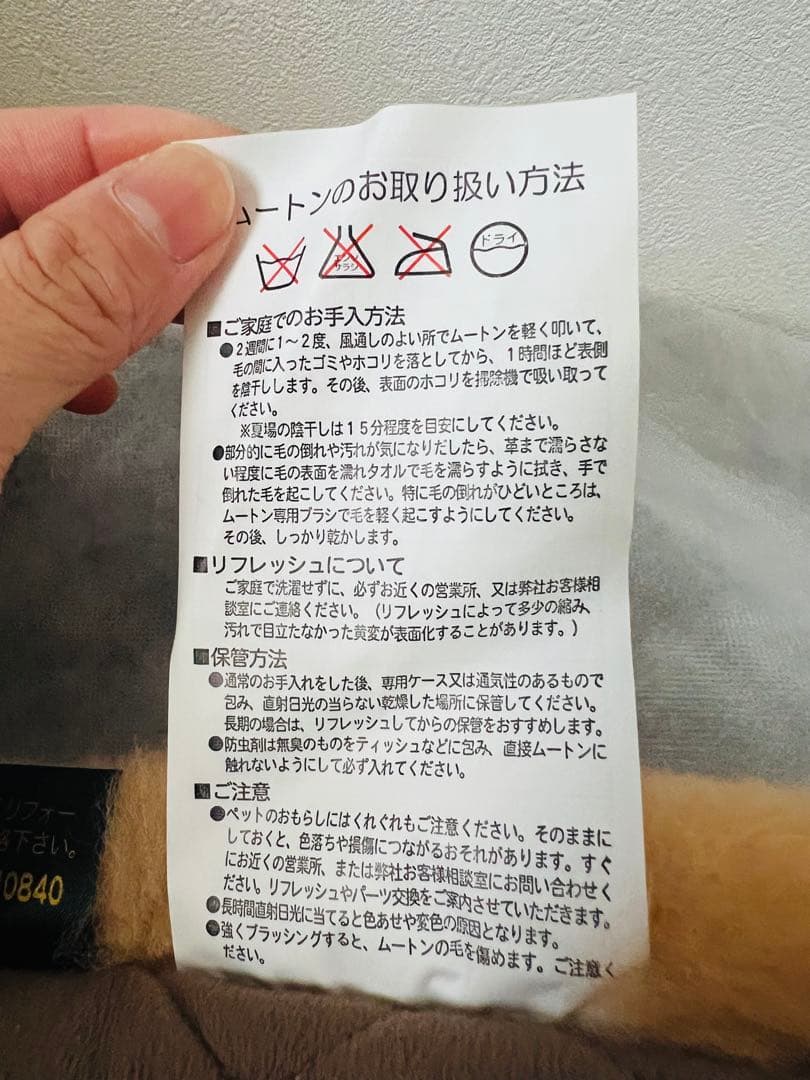 ムートンのお取り扱い方法
エンソ
サラシ
ドライ
■ご家庭でのお手入方法
●2週間に1～2度、風通しのよい所でムートンを軽く叩いて、
毛の間に入ったゴミやホコリを落としてから、1時間ほど表側
を陰干しします。その後、表面のホコリを掃除機で吸い取って
ください。
※夏場の陰干しは15分程度を目安にしてください。
●部分的に毛の倒れや汚れが気になりだしたら、革まで濡らさな
い程度に毛の表面を濡れタオルで毛を濡らすように拭き、手で
倒れた毛を起こしてください。特に毛の倒れがひどいところは、
ムートン専用ブラシで毛を軽く起こすようにしてください。
その後、しっかり乾かします。
■リフレッシュについて
ご家庭で洗濯せずに、必ずお近くの営業所、又は弊社お客様相
談室にご連絡ください。(リフレッシュによって多少の縮み、
汚れで目立たなかった黄変が表面化することがあります。)
■保管方法
●通常のお手入れをした後、専用ケース又は通気性のあるもので
包み、直射日光の当らない乾燥した場所に保管してください。
長期の場合は、リフレッシュしてからの保管をおすすめします。
●防虫剤は無臭のものをティッシュなどに包み、直接ムートンに
触れないようにして必ず入れてください。
■ご注意
●ペットのおもらしにはくれぐれもご注意ください。そのままに
しておくと、色落ちや損傷につながるおそれがあります。すぐ
にお近くの営業所、または弊社お客様相談室にお問い合わせく
ださい。リフレッシュやパーツ交換をご案内させていただきます。
●長時間直射日光に当てると色あせや変色の原因となります。
●強くブラッシングすると、ムートンの毛を傷めます。ご注意く
ださい。
リフォー
下さい。
0840